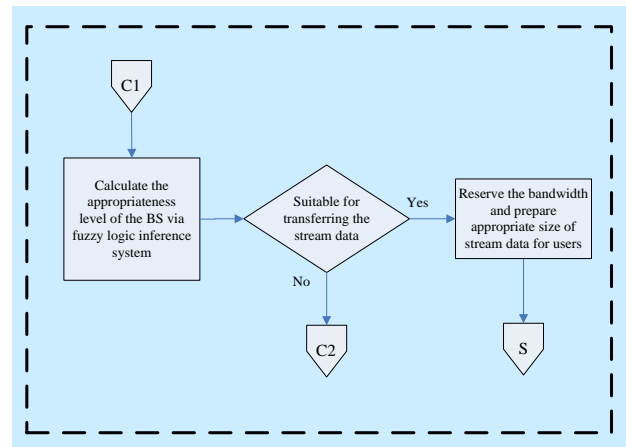 C1
Calculate the
appropriateness
level of the BS via
fuzzy logic inference
system
Suitable for
transferring the
stream data
Yes
Reserve the bandwidth
and prepare
appropriate size of
stream data for users
No
C2
S